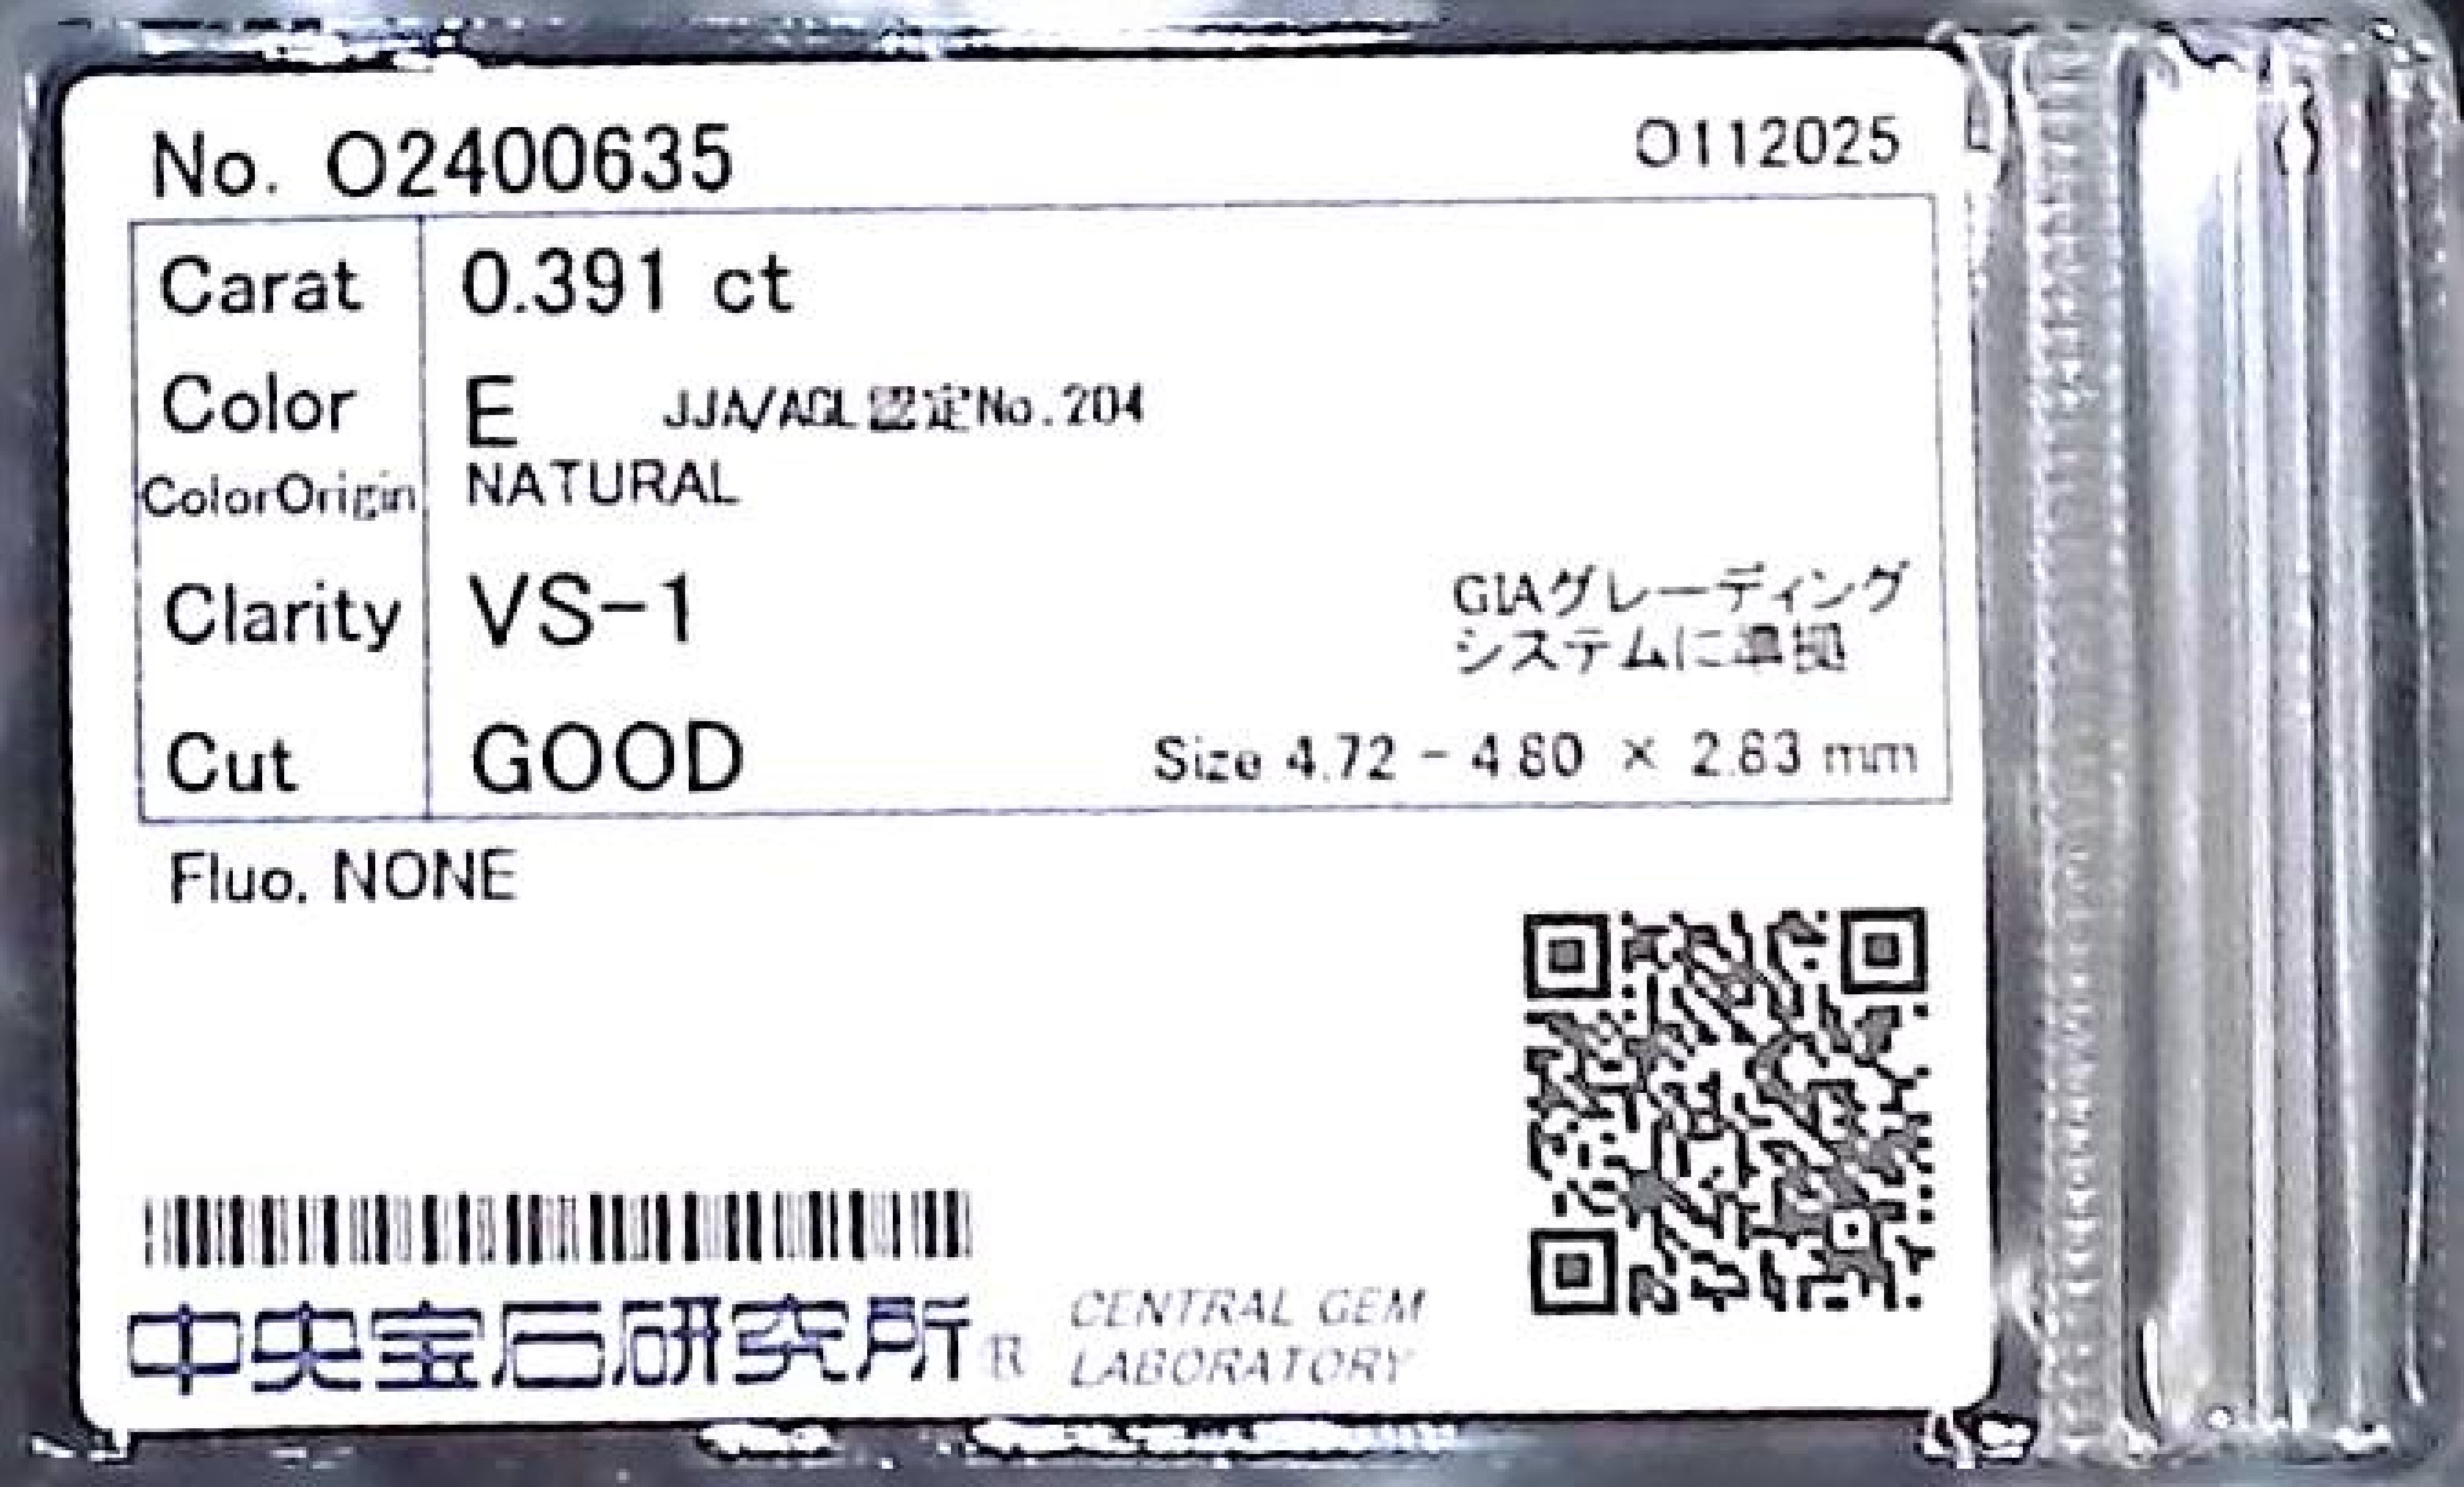 No. O2400635
O112025
Carat 0.391 ct
Color E JJA/AGL認定No.204
ColorOrigin NATURAL
Clarity VS-1
GIAグレーディング
システムに準拠
Cut GOOD Size 4.72 - 4.80 × 2.83 mm
Fluo. NONE
中央宝石研究所®
CENTRAL GEM
LABORATORY